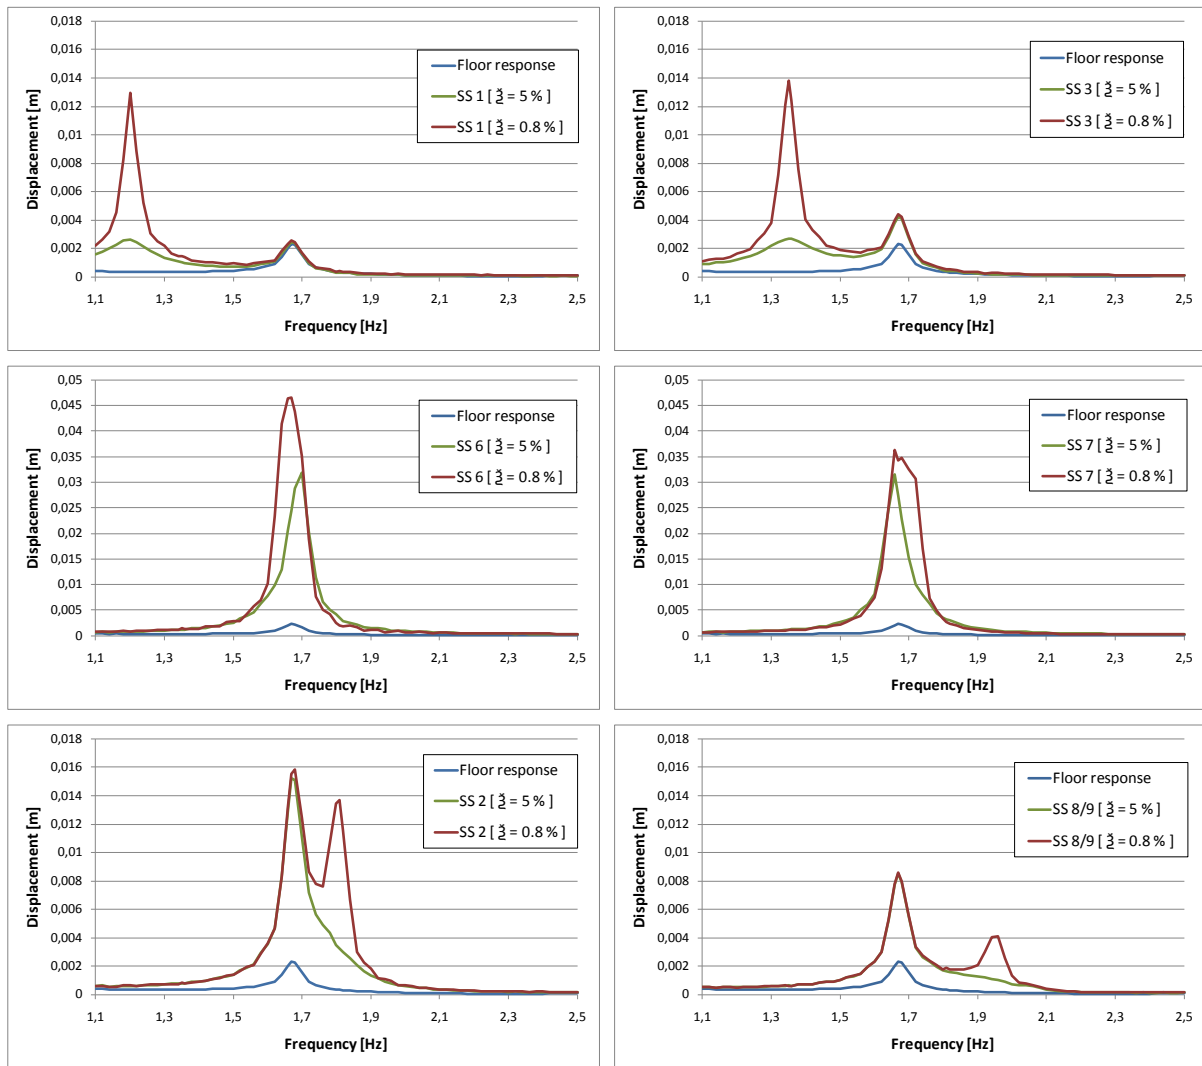 0,018
0,016
0,014
0,012
0,01
0,008
0,006
0,004
0,002
0
Displacement [m]
Floor response
SS 1 [ Ѯ = 5 % ]
SS 1 [ Ѯ = 0.8 % ]
1,1 1,3 1,5 1,7 1,9 2,1 2,3 2,5
Frequency [Hz]
0,018
0,016
0,014
0,012
0,01
0,008
0,006
0,004
0,002
0
Displacement [m]
Floor response
SS 3 [ Ѯ = 5 % ]
SS 3 [ Ѯ = 0.8 % ]
1,1 1,3 1,5 1,7 1,9 2,1 2,3 2,5
Frequency [Hz]
0,05
0,045
0,04
0,035
0,03
0,025
0,02
0,015
0,01
0,005
0
Displacement [m]
Floor response
SS 6 [ Ѯ = 5 % ]
SS 6 [ Ѯ = 0.8 % ]
1,1 1,3 1,5 1,7 1,9 2,1 2,3 2,5
Frequency [Hz]
0,05
0,045
0,04
0,035
0,03
0,025
0,02
0,015
0,01
0,005
0
Displacement [m]
Floor response
SS 7 [ Ѯ = 5 % ]
SS 7 [ Ѯ = 0.8 % ]
1,1 1,3 1,5 1,7 1,9 2,1 2,3 2,5
Frequency [Hz]
0,018
0,016
0,014
0,012
0,01
0,008
0,006
0,004
0,002
0
Displacement [m]
Floor response
SS 2 [ Ѯ = 5 % ]
SS 2 [ Ѯ = 0.8 % ]
1,1 1,3 1,5 1,7 1,9 2,1 2,3 2,5
Frequency [Hz]
0,018
0,016
0,014
0,012
0,01
0,008
0,006
0,004
0,002
0
Displacement [m]
Floor response
SS 8/9 [ Ѯ = 5 % ]
SS 8/9 [ Ѯ = 0.8 % ]
1,1 1,3 1,5 1,7 1,9 2,1 2,3 2,5
Frequency [Hz]